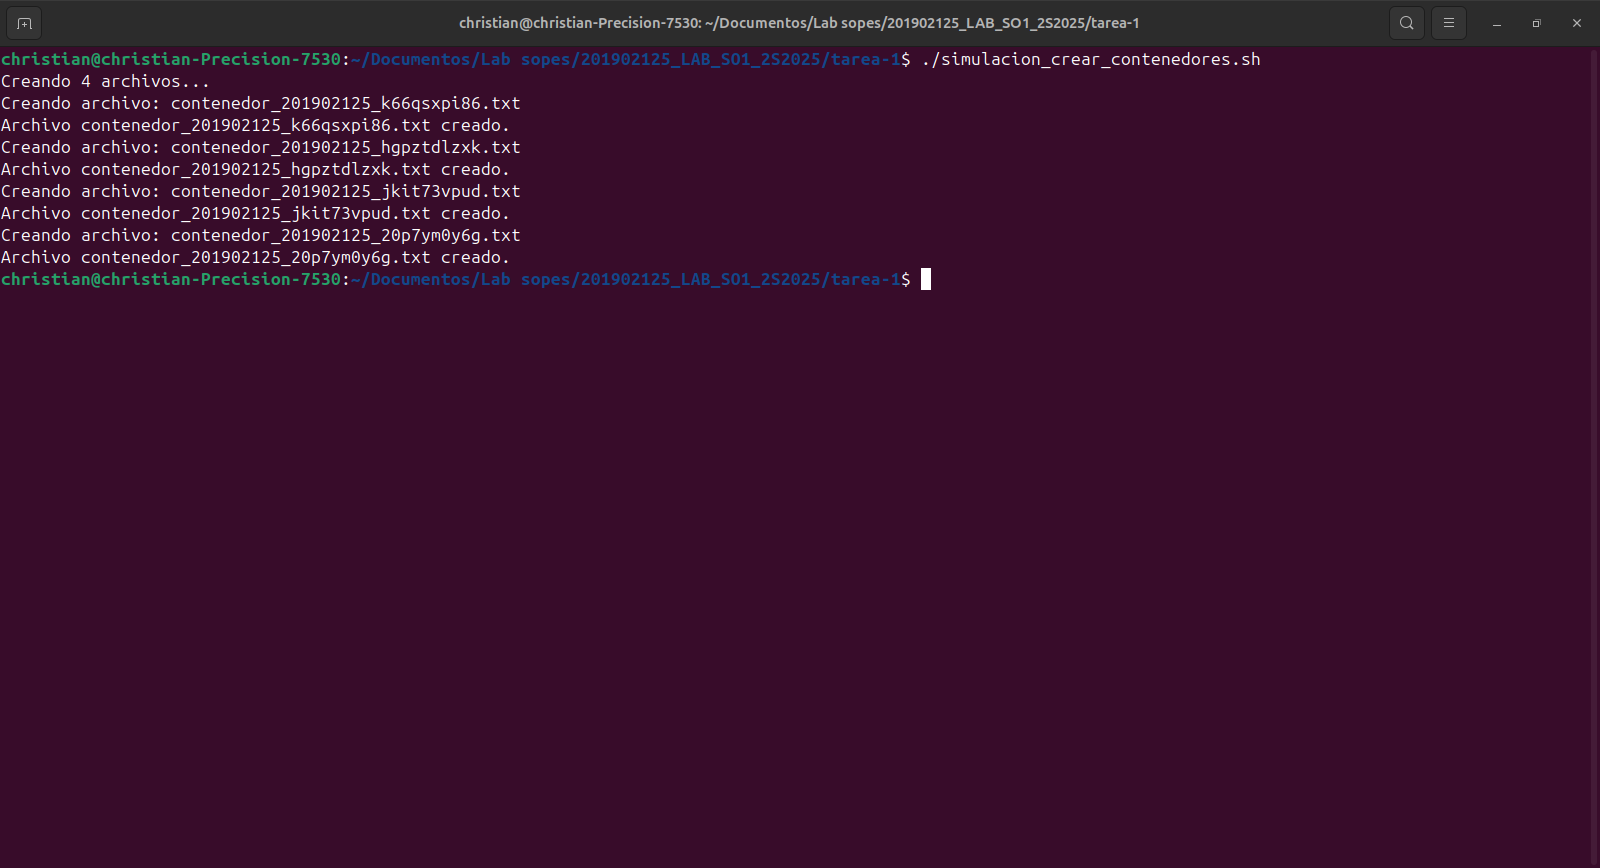 christian@christian-Precision-7530: ~/Documentos/Lab sopes/201902125_LAB_SO1_2S2025/tarea-1
christian@christian-Precision-7530:~/Documentos/Lab sopes/201902125_LAB_SO1_2S2025/tarea-1$ ./simulacion_crear_contenedores.sh
Creando 4 archivos...
Creando archivo: contenedor_201902125_k66qsxpi86.txt
Archivo contenedor_201902125_k66qsxpi86.txt creado.
Creando archivo: contenedor_201902125_hgpztdlzxk.txt
Archivo contenedor_201902125_hgpztdlzxk.txt creado.
Creando archivo: contenedor_201902125_jkit73vpud.txt
Archivo contenedor_201902125_jkit73vpud.txt creado.
Creando archivo: contenedor_201902125_20p7ym0y6g.txt
Archivo contenedor_201902125_20p7ym0y6g.txt creado.
christian@christian-Precision-7530:~/Documentos/Lab sopes/201902125_LAB_SO1_2S2025/tarea-1$